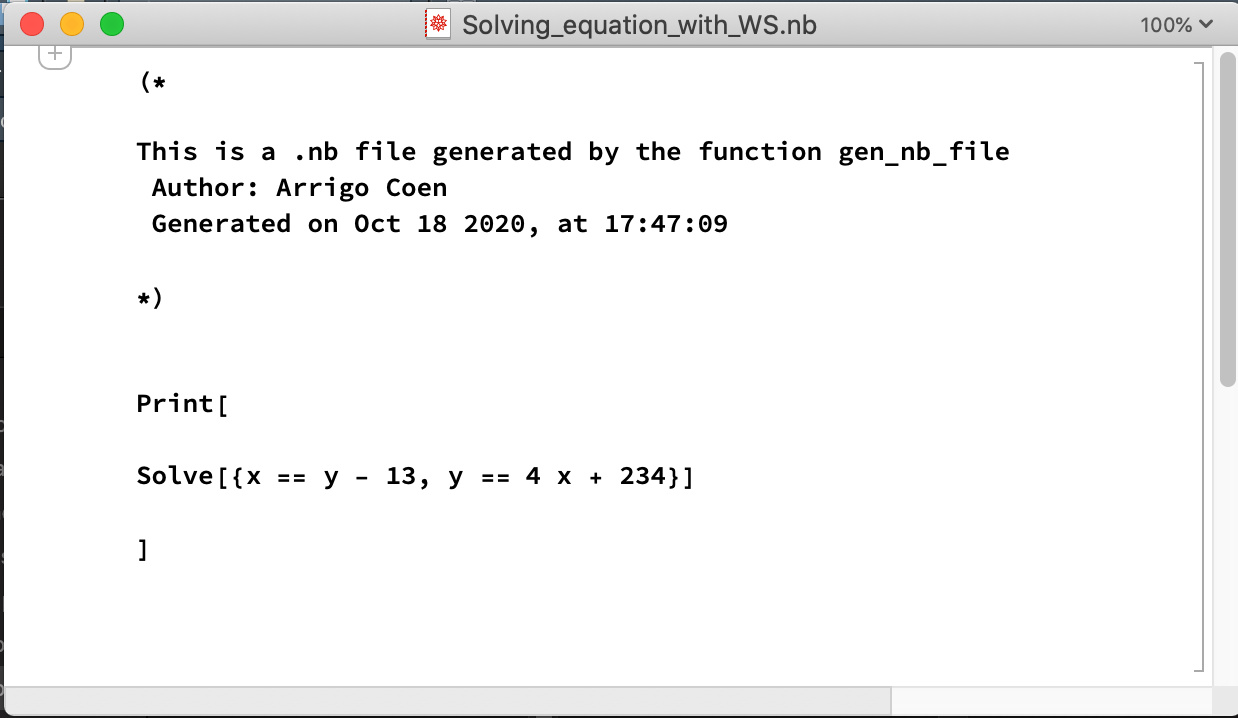 Solving_equation_with_WS.nb
100%
(*
This is a .nb file generated by the function gen_nb_file
Author: Arrigo Coen
Generated on Oct 18 2020, at 17:47:09
*)
Print[
Solve[{x == y - 13, y == 4 x + 234}]
]